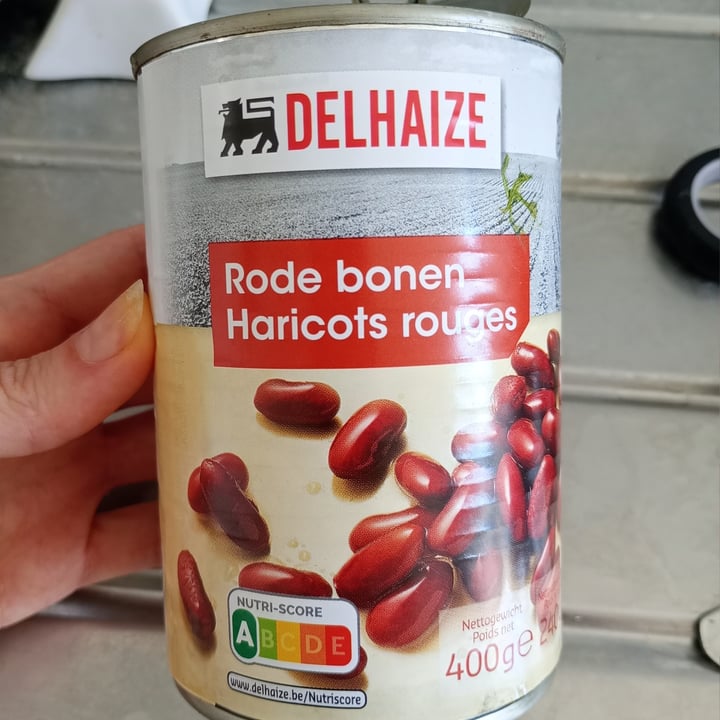 DELHAIZE
Rode bonen
Haricots rouges
NUTRI-SCORE
A B C D E
www.delhaize.be/Nutriscore
Nettogewicht
Poids net
400g e